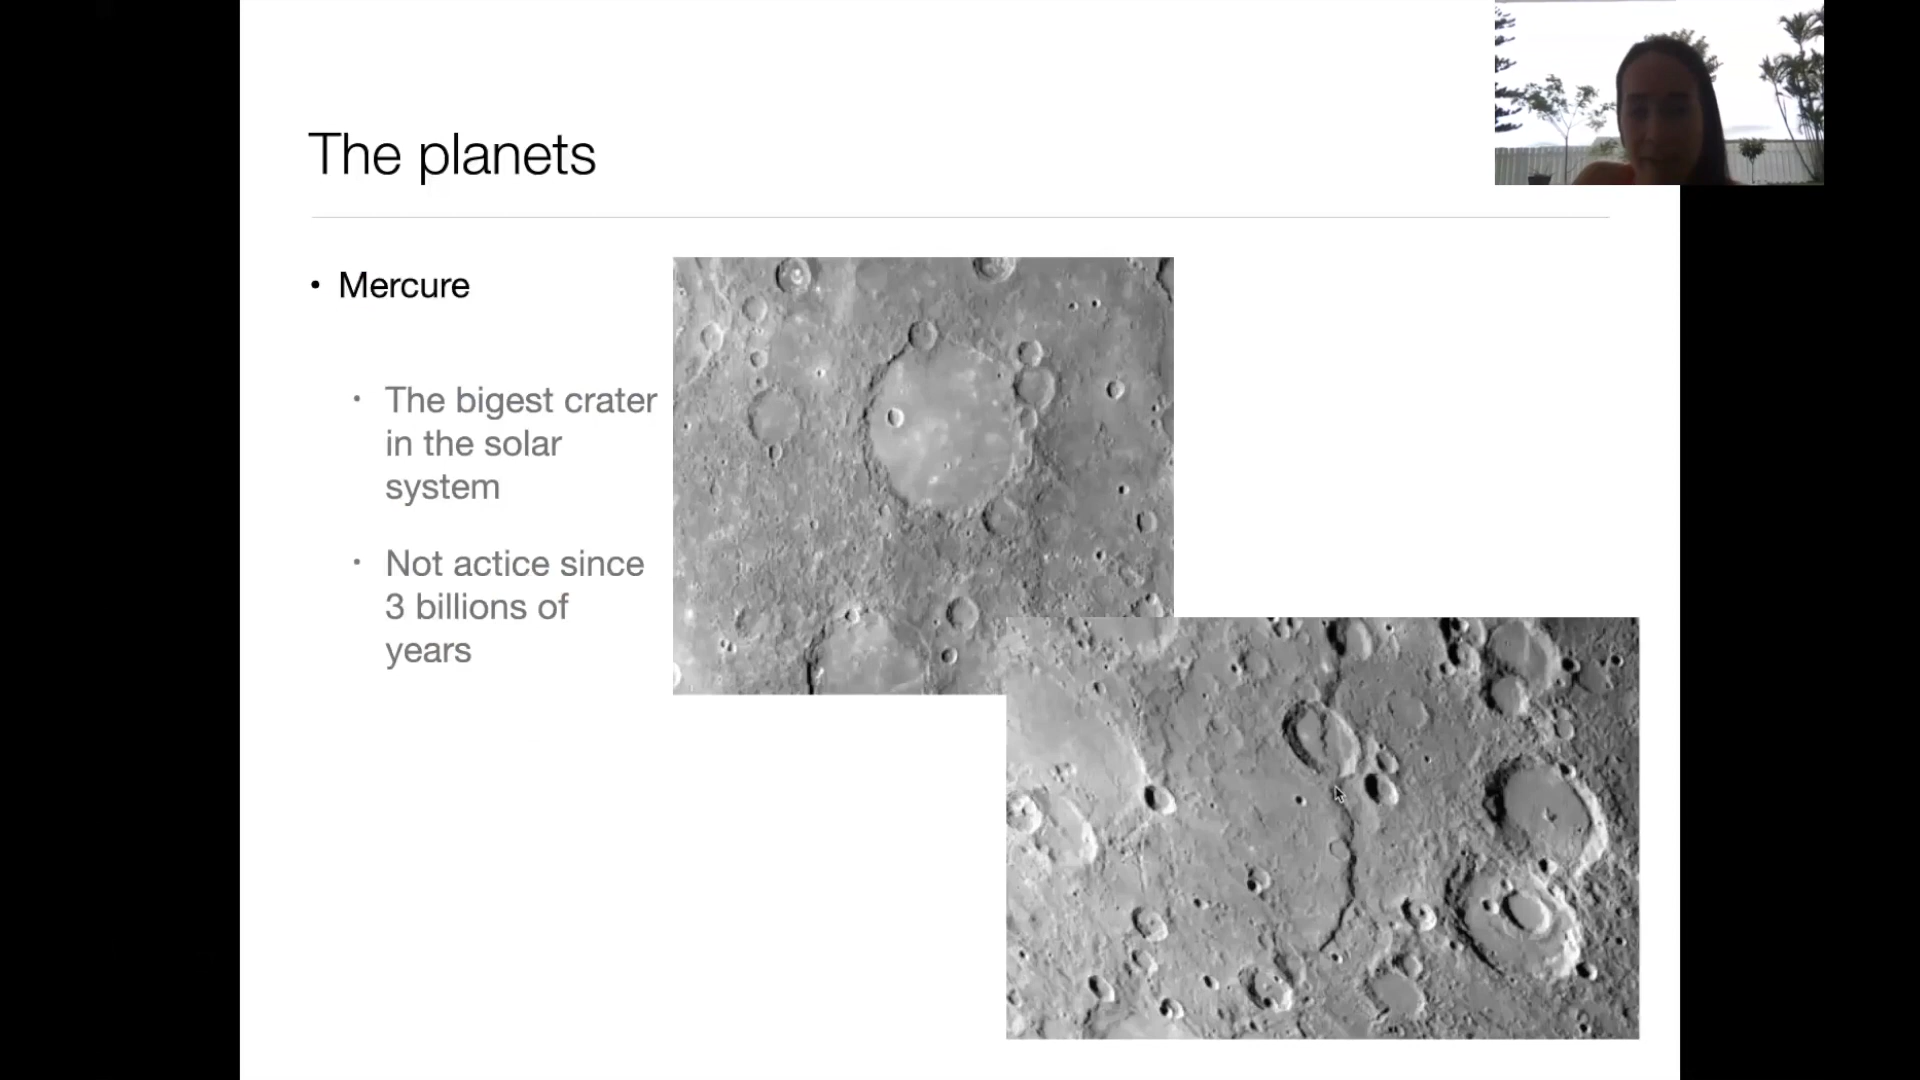 The planets
• Mercure
• The bigest crater
in the solar
system
• Not actice since
3 billions of
years